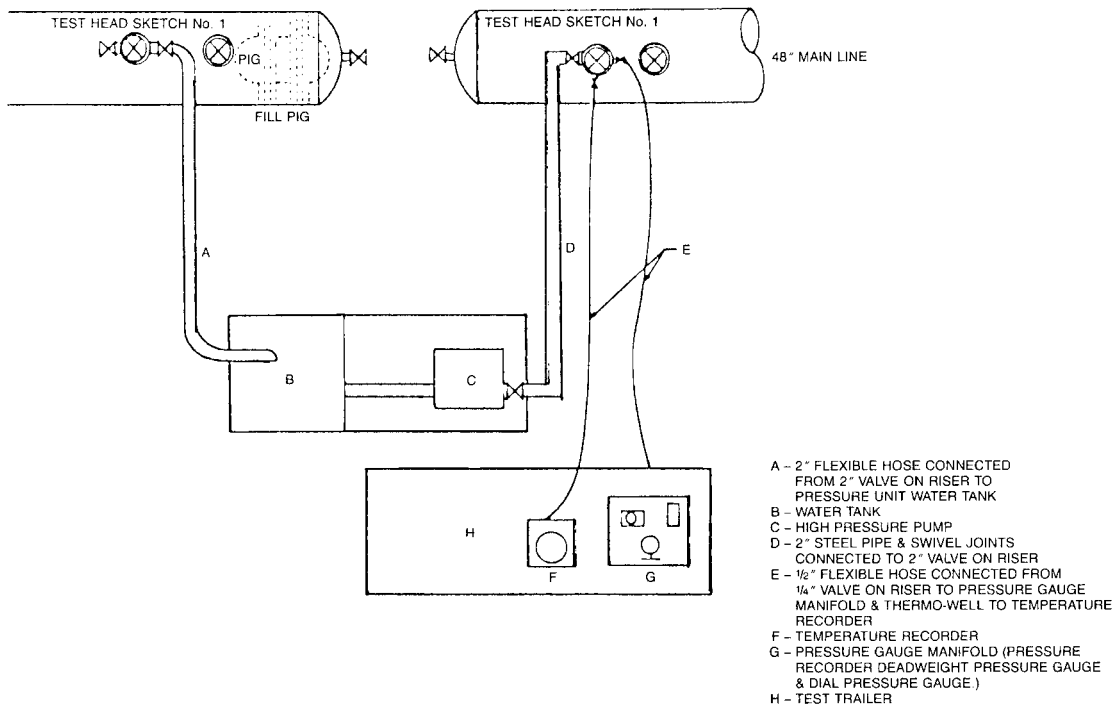 TEST HEAD SKETCH No. 1
TEST HEAD SKETCH No. 1
PIG
48" MAIN LINE
FILL PIG
A
D
E
B
C
H
F
G
A – 2" FLEXIBLE HOSE CONNECTED
FROM 2" VALVE ON RISER TO
PRESSURE UNIT WATER TANK
B – WATER TANK
C – HIGH PRESSURE PUMP
D – 2" STEEL PIPE & SWIVEL JOINTS
CONNECTED TO 2" VALVE ON RISER
E – 1/2" FLEXIBLE HOSE CONNECTED FROM
1/4" VALVE ON RISER TO PRESSURE GAUGE
MANIFOLD & THERMO-WELL TO TEMPERATURE
RECORDER
F – TEMPERATURE RECORDER
G – PRESSURE GAUGE MANIFOLD (PRESSURE
RECORDER DEADWEIGHT PRESSURE GAUGE
& DIAL PRESSURE GAUGE.)
H – TEST TRAILER